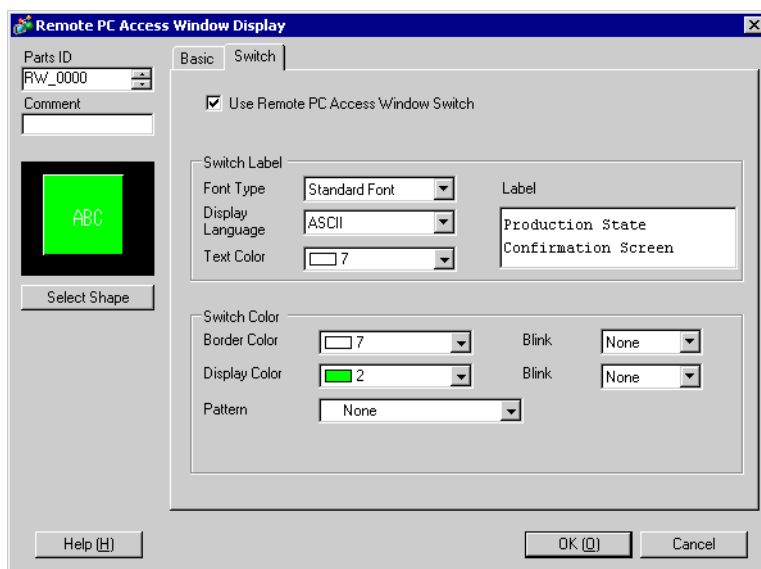 Remote PC Access Window Display
Parts ID
RW_0000
Comment
ABC
Select Shape
Basic
Switch
Use Remote PC Access Window Switch
Switch Label
Font Type
Standard Font
Display
Language
ASCII
Text Color
7
Label
Production State
Confirmation Screen
Switch Color
Border Color
7
Blink
None
Display Color
2
Blink
None
Pattern
None
Help (H)
OK (O)
Cancel